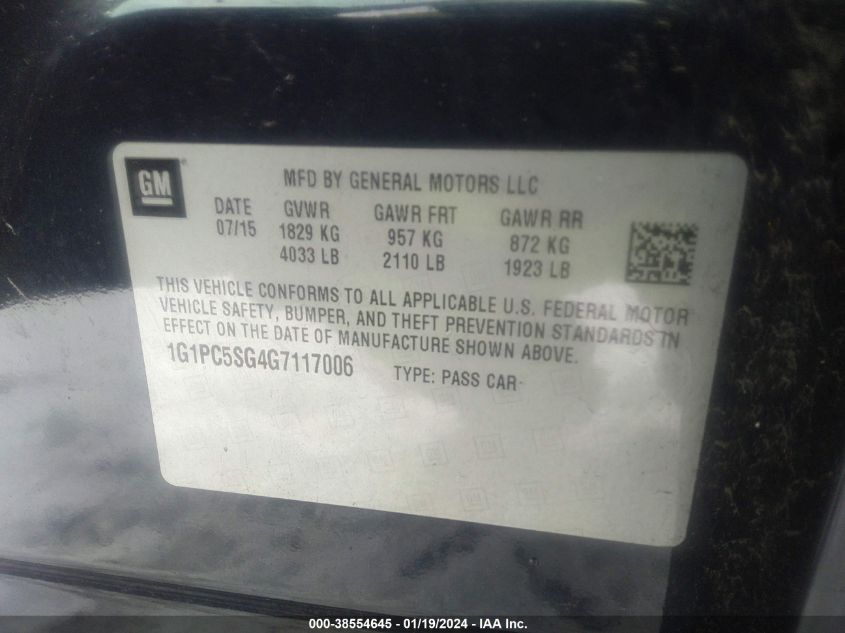 GM
MFD BY GENERAL MOTORS LLC
DATE GVWR GAWR FRT GAWR RR
07/15 1829 KG 957 KG 872 KG
4033 LB 2110 LB 1923 LB
THIS VEHICLE CONFORMS TO ALL APPLICABLE U.S. FEDERAL MOTOR
VEHICLE SAFETY, BUMPER, AND THEFT PREVENTION STANDARDS IN
EFFECT ON THE DATE OF MANUFACTURE SHOWN ABOVE.
1G1PC5SG4G7117006 TYPE: PASS CAR
000-38554645 - 01/19/2024 - IAA Inc.